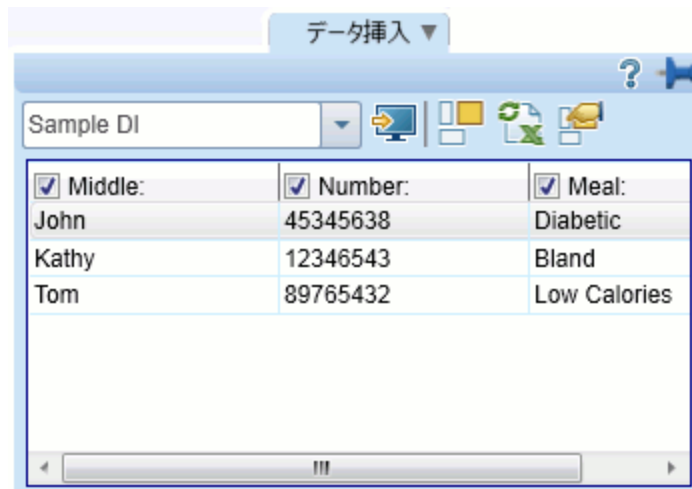 データ挿入 ▼
?
Sample DI
Middle: Number: Meal:
John 45345638 Diabetic
Kathy 12346543 Bland
Tom 89765432 Low Calories